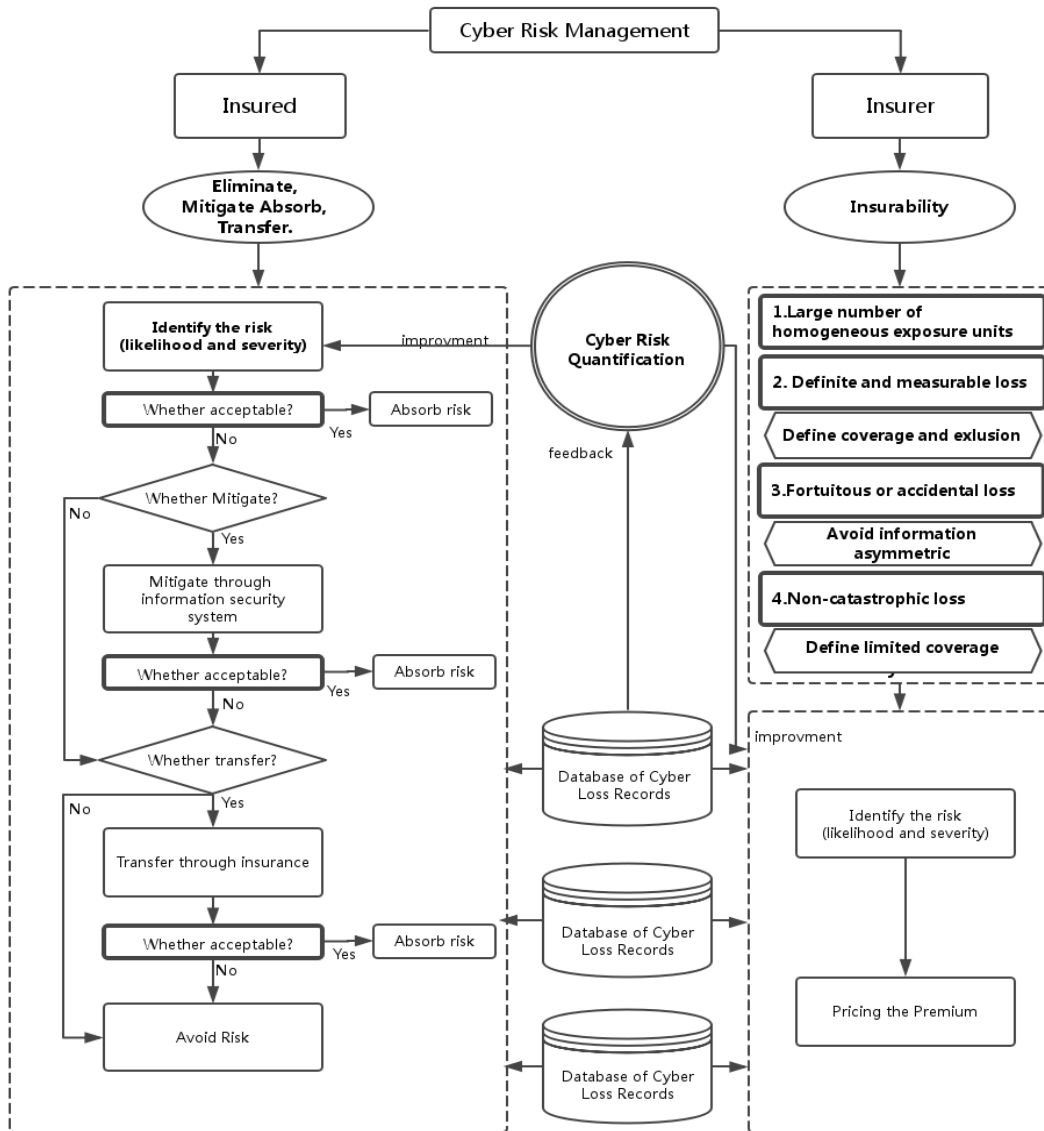 Cyber Risk Management
Insured
Insurer
Eliminate,
Mitigate Absorb,
Transfer.
Insurability
Identify the risk
(likelihood and severity)
improvment
Cyber Risk
Quantification
Whether acceptable?
Yes
Absorb risk
No
feedback
Whether Mitigate?
No
Yes
Mitigate through
information security
system
Whether acceptable?
Yes
Absorb risk
No
Whether transfer?
No
Yes
Transfer through insurance
Whether acceptable?
Yes
Absorb risk
No
Avoid Risk
Database of Cyber
Loss Records
Database of Cyber
Loss Records
Database of Cyber
Loss Records
1.Large number of
homogeneous exposure units
2. Definite and measurable loss
Define coverage and exlusion
3.Fortuitous or accidental loss
Avoid information
asymmetric
4.Non-catastrophic loss
Define limited coverage
improvment
Identify the risk
(likelihood and severity)
Pricing the Premium